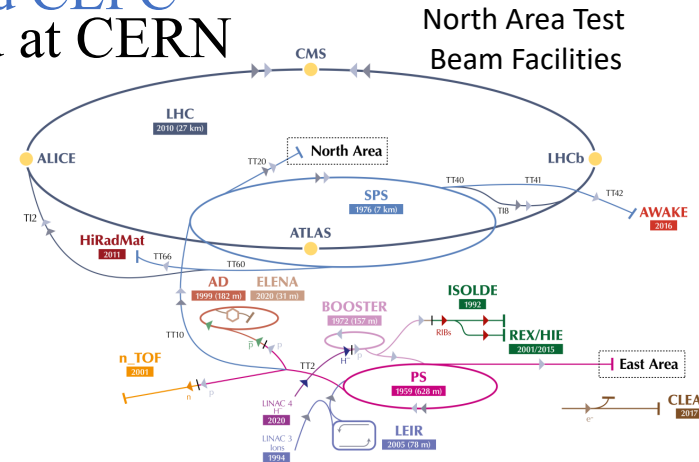 CEPC
at CERN
North Area Test
Beam Facilities
CMS
LHC
2010 (27 km)
ALICE
TT20
North Area
LHCb
TT40
TT41
SPS
1976 (7 km)
TI8
TT42
AWAKE
2016
TI2
ATLAS
HiRadMat
2011
TT66
TT60
AD
1999 (182 m)
ELENA
2020 (31 m)
ISOLDE
1992
BOOSTER
1972 (157 m)
RIBs
REX/HIE
2001/2015
TT10
p
p
H-
p
n_TOF
2001
TT2
East Area
n
p
PS
1959 (628 m)
LINAC 4
H-
2020
CLEA
2017
e-
LINAC 3
Ions
1994
LEIR
2005 (78 m)